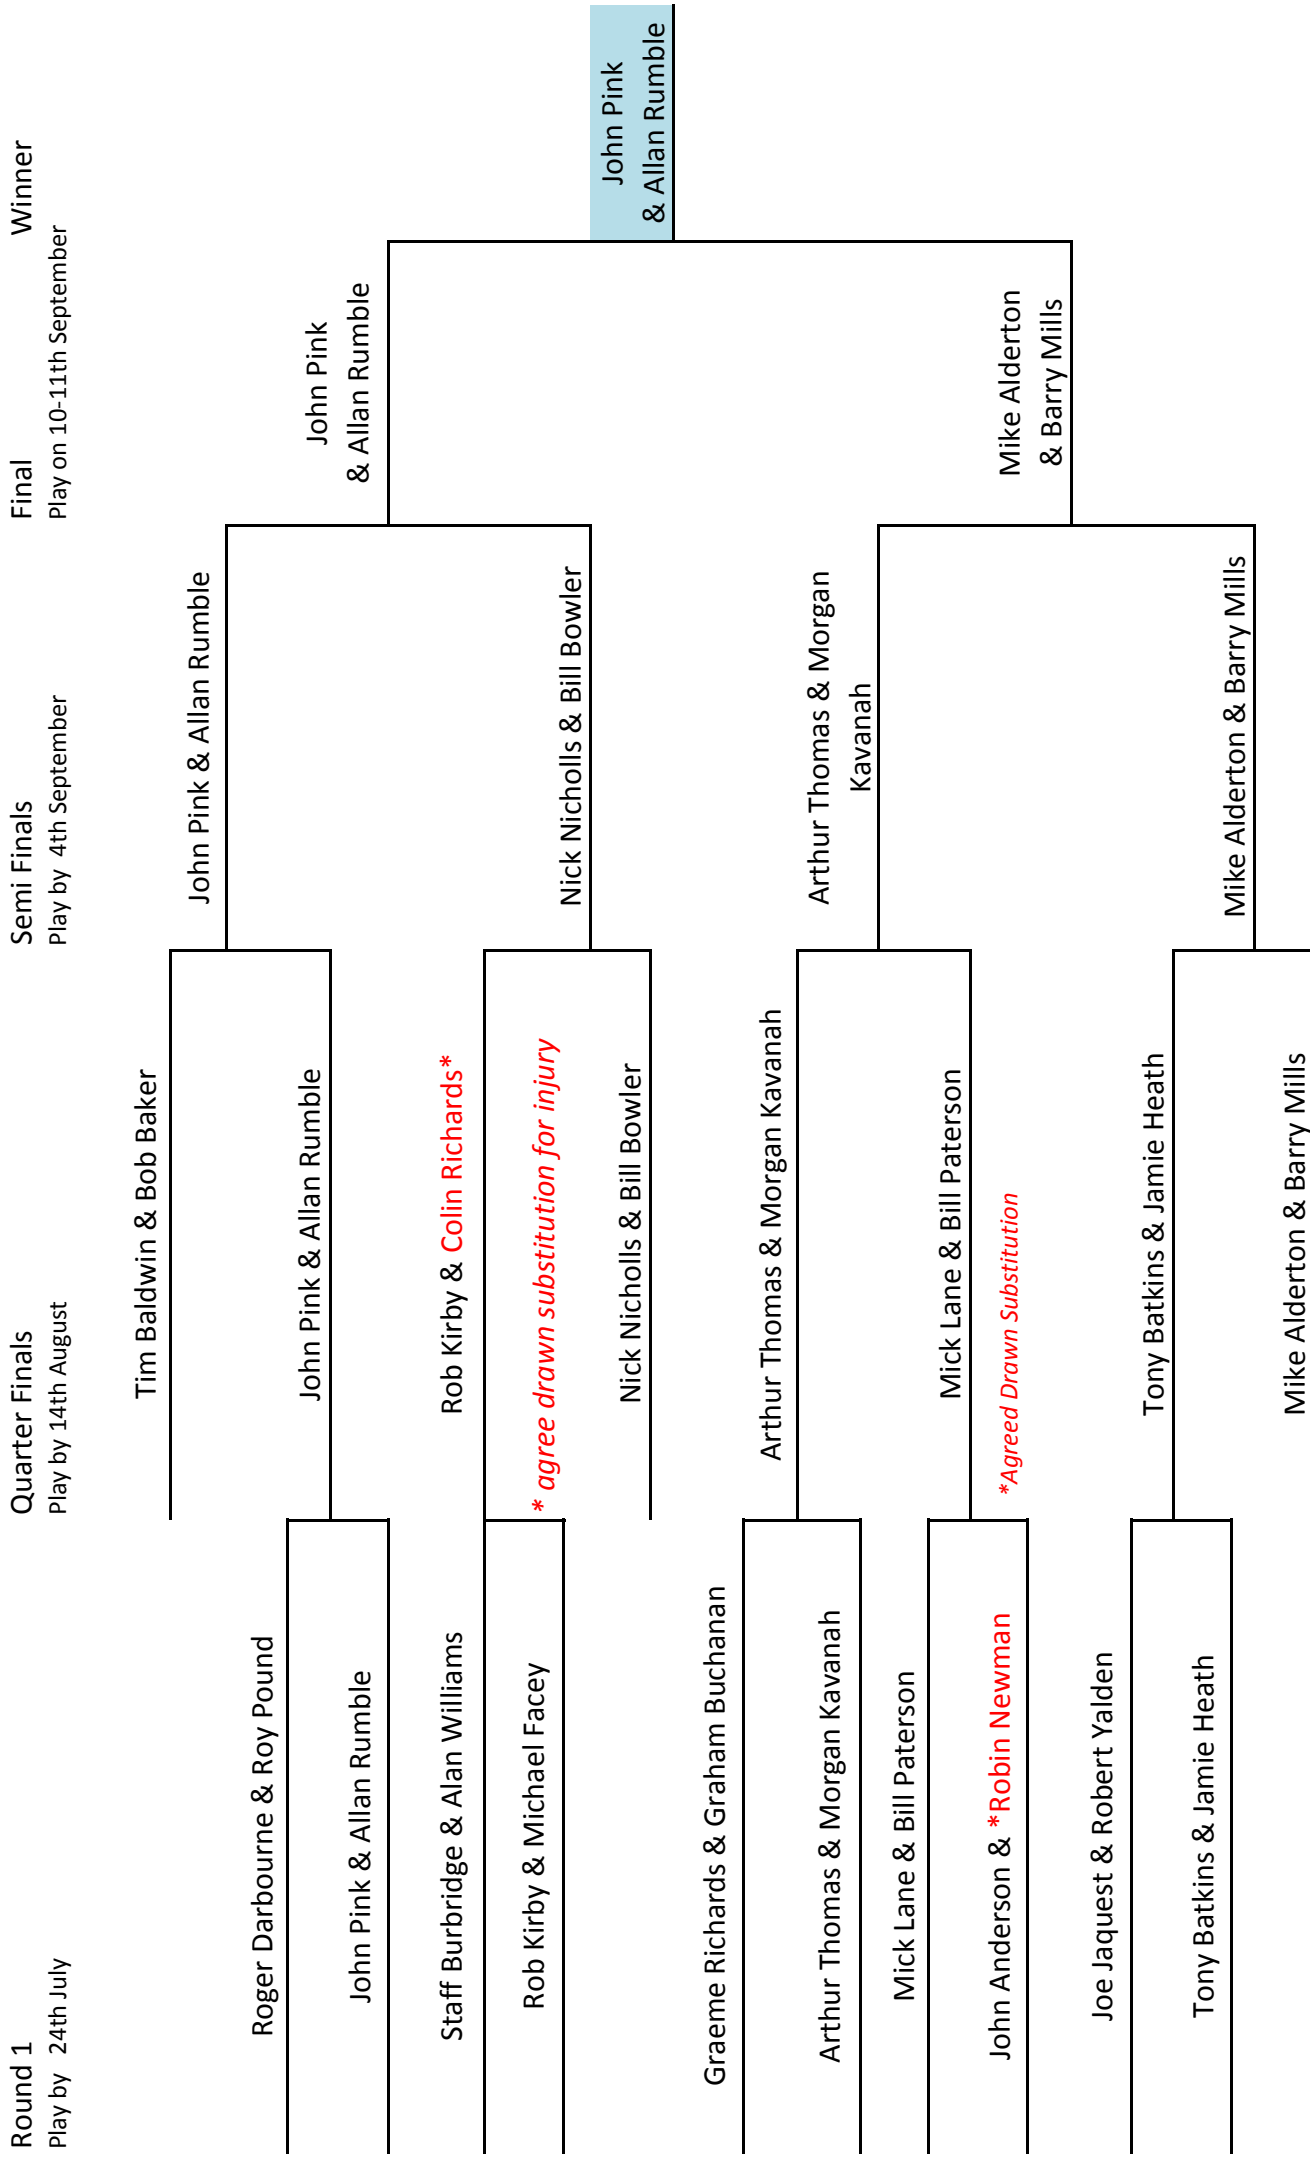 Round 1
Play by 24th July
Quarter Finals
Play by 14th August
Semi Finals
Play by 4th September
Final
Play on 10-11th September
Winner
Roger Darbourne & Roy Pound
John Pink & Allan Rumble
Staff Burbridge & Alan Williams
Rob Kirby & Michael Facey
Graeme Richards & Graham Buchanan
Arthur Thomas & Morgan Kavanah
Mick Lane & Bill Paterson
John Anderson & *Robin Newman
Joe Jaquest & Robert Yalden
Tony Batkins & Jamie Heath
Tim Baldwin & Bob Baker
John Pink & Allan Rumble
Rob Kirby & Colin Richards*
* agree drawn substitution for injury
Nick Nicholls & Bill Bowler
Arthur Thomas & Morgan Kavanah
Mick Lane & Bill Paterson
*Agreed Drawn Substitution
Tony Batkins & Jamie Heath
Mike Alderton & Barry Mills
John Pink & Allan Rumble
Nick Nicholls & Bill Bowler
Arthur Thomas & Morgan
Kavanah
Mike Alderton & Barry Mills
John Pink
& Allan Rumble
Mike Alderton
& Barry Mills
John Pink
& Allan Rumble